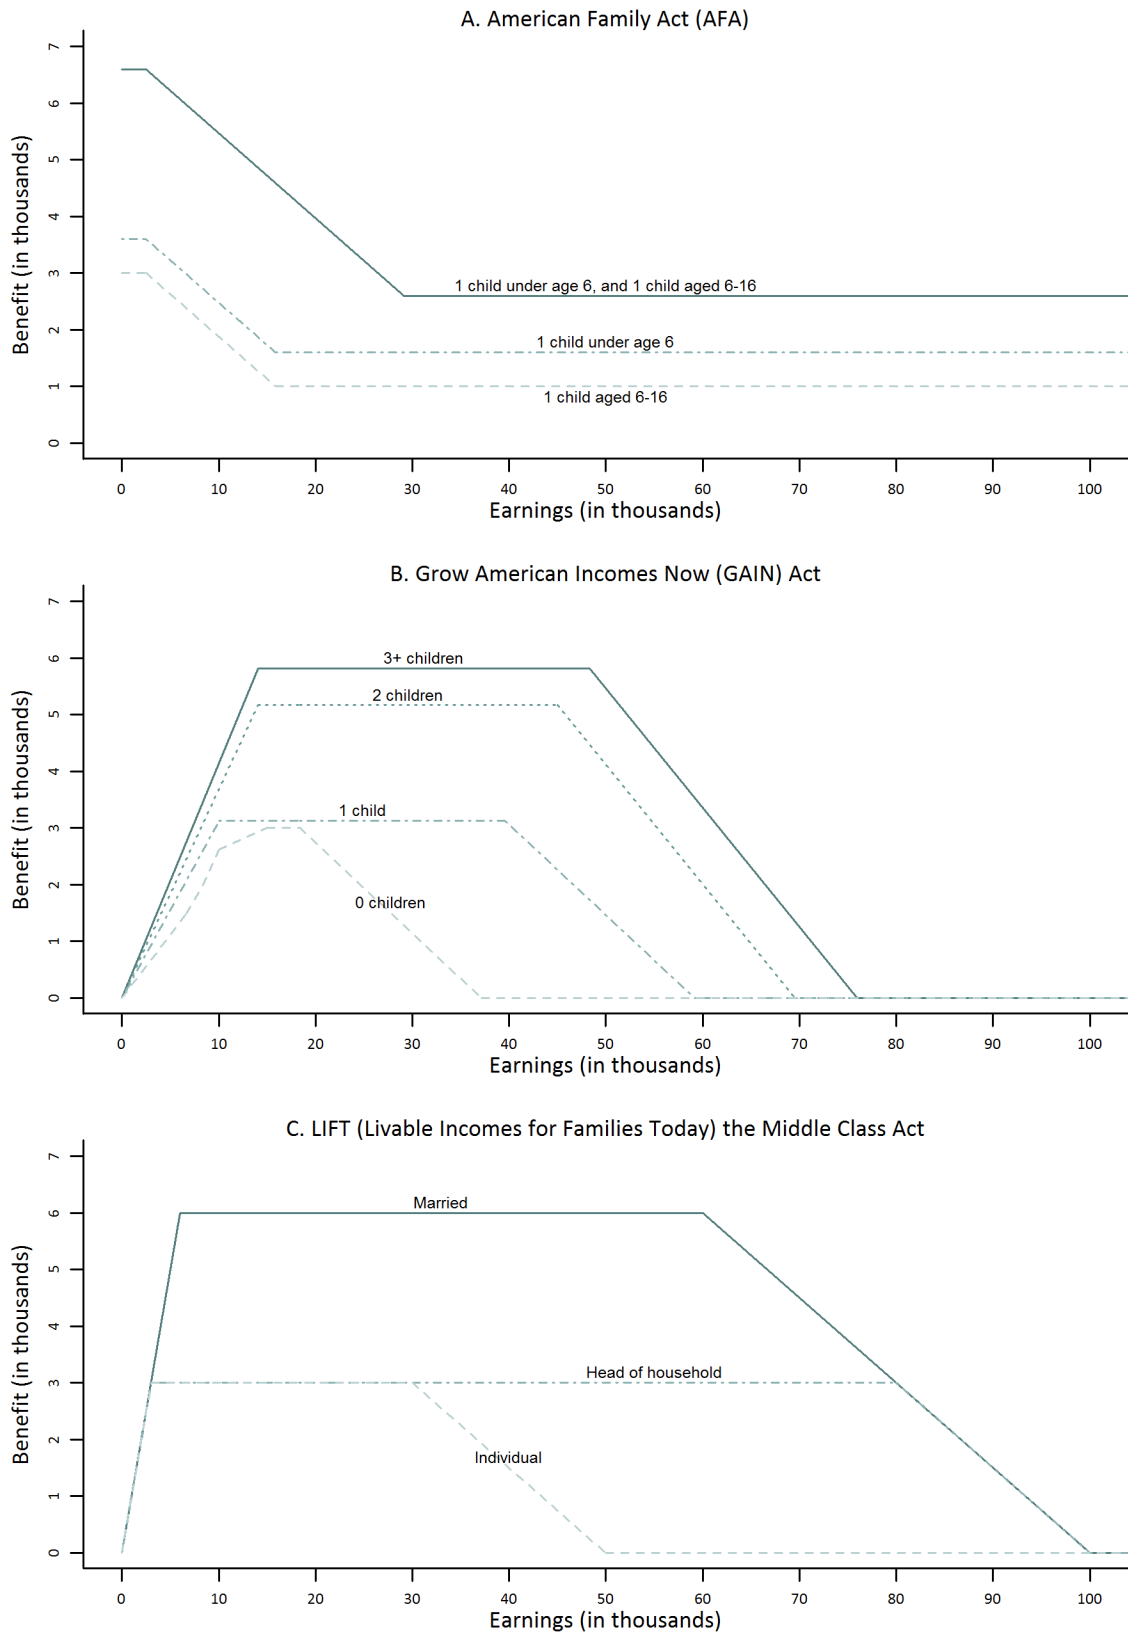 A. American Family Act (AFA)
Benefit (in thousands)
7
6
5
4
3
2
1
0
1 child under age 6, and 1 child aged 6-16
1 child under age 6
1 child aged 6-16
0 10 20 30 40 50 60 70 80 90 100
Earnings (in thousands)
B. Grow American Incomes Now (GAIN) Act
Benefit (in thousands)
7
6
5
4
3
2
1
0
3+ children
2 children
1 child
0 children
0 10 20 30 40 50 60 70 80 90 100
Earnings (in thousands)
C. LIFT (Livable Incomes for Families Today) the Middle Class Act
Benefit (in thousands)
7
6
5
4
3
2
1
0
Married
Head of household
Individual
0 10 20 30 40 50 60 70 80 90 100
Earnings (in thousands)